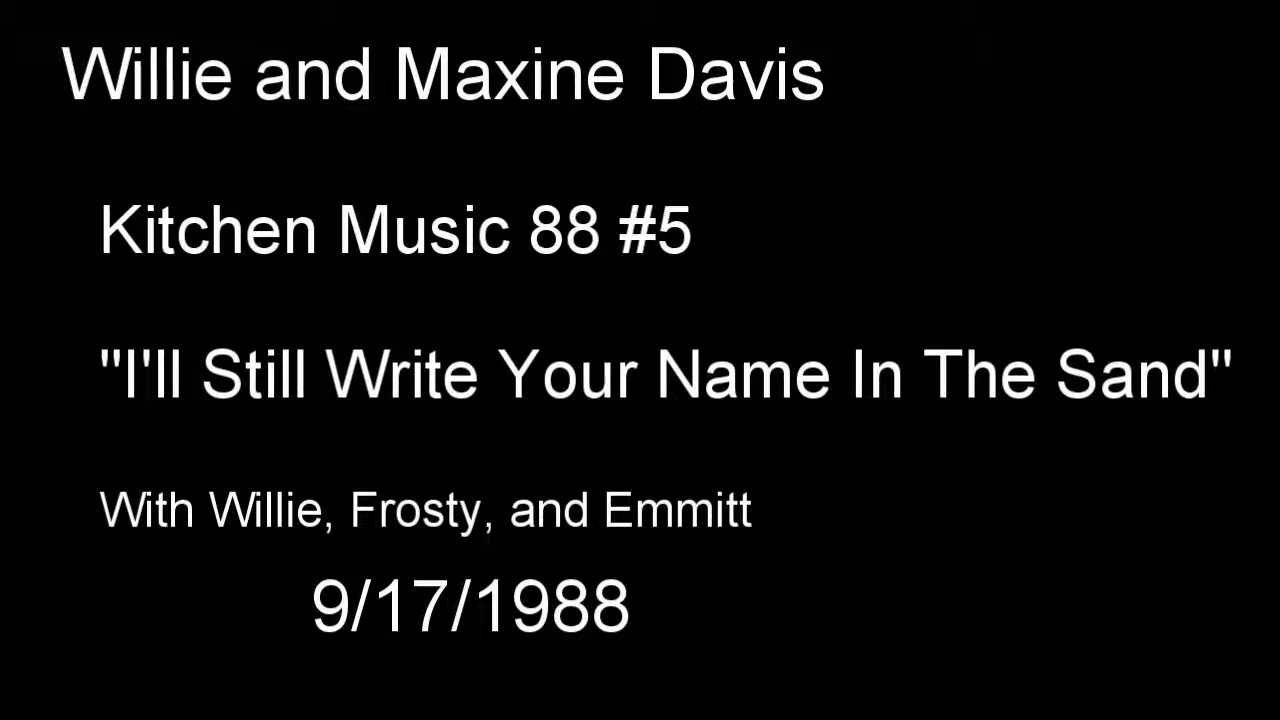 Willie and Maxine Davis
Kitchen Music 88 #5
"I'll Still Write Your Name In The Sand"
With Willie, Frosty, and Emmitt
9/17/1988